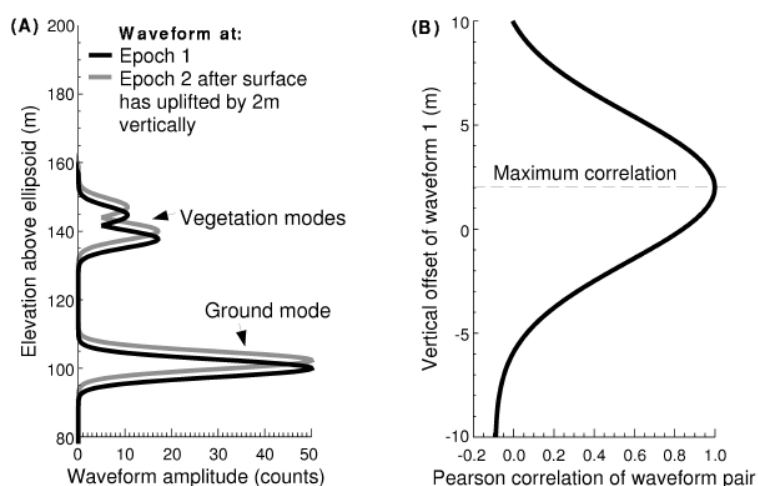 (A)
Waveform at:
Epoch 1
Epoch 2 after surface
has uplifted by 2m
vertically
Vegetation modes
Ground mode
Elevation above ellipsoid (m)
200
180
160
140
120
100
80
0 10 20 30 40 50
Waveform amplitude (counts)
(B)
Maximum correlation
Vertical offset of waveform 1 (m)
10
5
0
-5
-10
-0.2 0.0 0.2 0.4 0.6 0.8 1.0
Pearson correlation of waveform pair